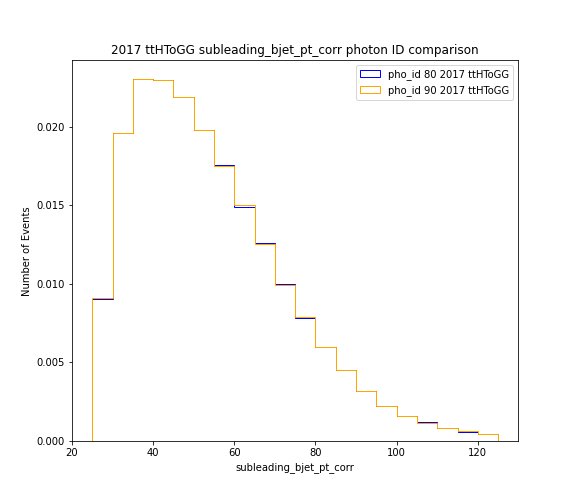 2017 ttHToGG subleading_bjet_pt_corr photon ID comparison
pho_id 80 2017 ttHToGG
pho_id 90 2017 ttHToGG
Number of Events
0.020
0.015
0.010
0.005
0.000
20 40 60 80 100 120
subleading_bjet_pt_corr